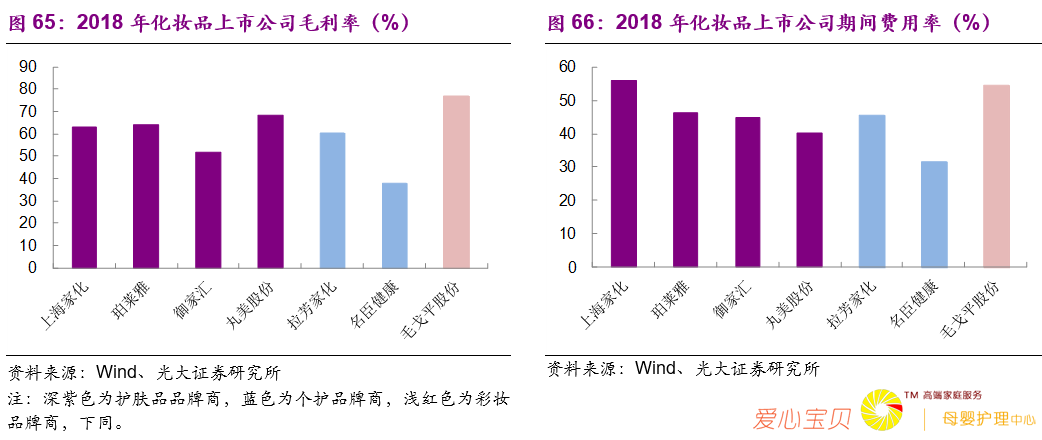 图 65：2018 年化妆品上市公司毛利率（%）
90
80
70
60
50
40
30
20
10
0
上海家化
珀莱雅
御家汇
丸美股份
拉芳家化
名臣健康
毛戈平股份
资料来源：Wind、光大证券研究所
注：深紫色为护肤品品牌商，蓝色为个护品牌商，浅红色为彩妆
品牌商，下同。
图 66：2018 年化妆品上市公司期间费用率（%）
60
50
40
30
20
10
0
上海家化
珀莱雅
御家汇
丸美股份
拉芳家化
名臣健康
毛戈平股份
资料来源：Wind、光大证券研究所
爱心宝贝
TM 高端家庭服务
母婴护理中心